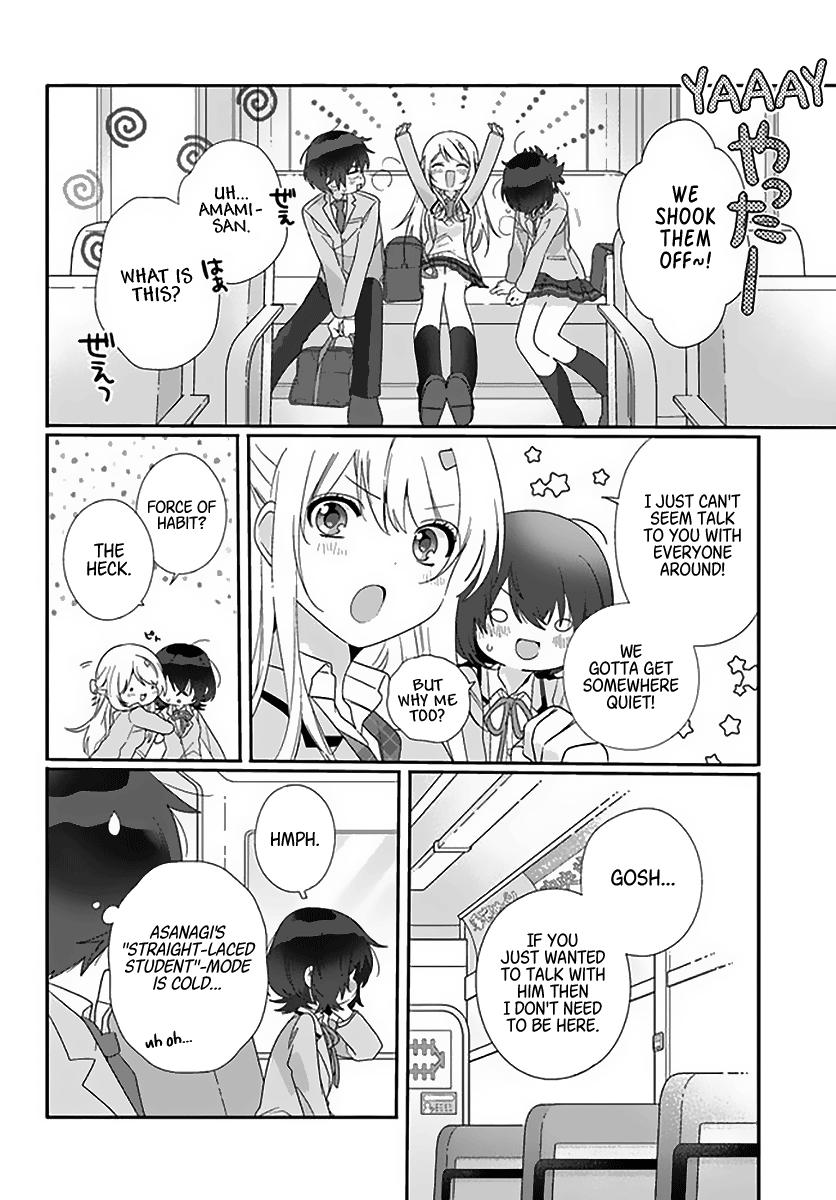 YAAAY
やったー
WE
SHOOK
THEM
OFF~!
UH...
AMAMI-
SAN.
WHAT IS
THIS?
ぜぇ
はぁ
ぜぇっ
I JUST CAN'T
SEEM TALK
TO YOU WITH
EVERYONE
AROUND!
WE
GOTTA GET
SOMEWHERE
QUIET!
BUT
WHY ME
TOO?
FORCE OF
HABIT?
THE
HECK.
ピト
GOSH...
IF YOU
JUST WANTED
TO TALK WITH
HIM THEN
I DON'T NEED
TO BE HERE.
HMPH.
ASANAGI'S
"STRAIGHT-LACED
STUDENT"-MODE
IS COLD...
uh oh...